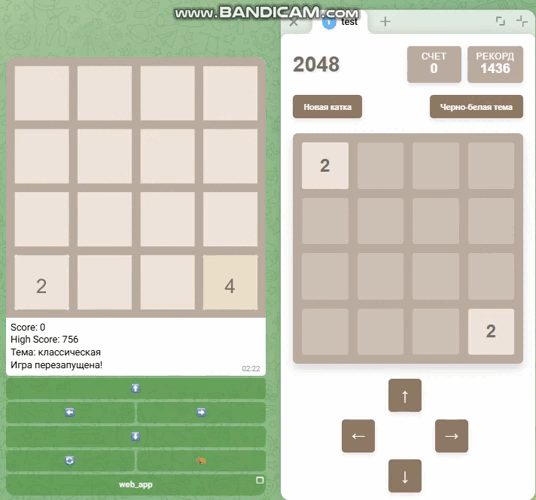 www.BANDICAM.com
test
2048
СЧЕТ
0
РЕКОРД
1436
Новая катка
Черно-белая тема
2
2
2
4
Score: 0
High Score: 756
Тема: классическая
Игра перезапущена!
02:22
web_app